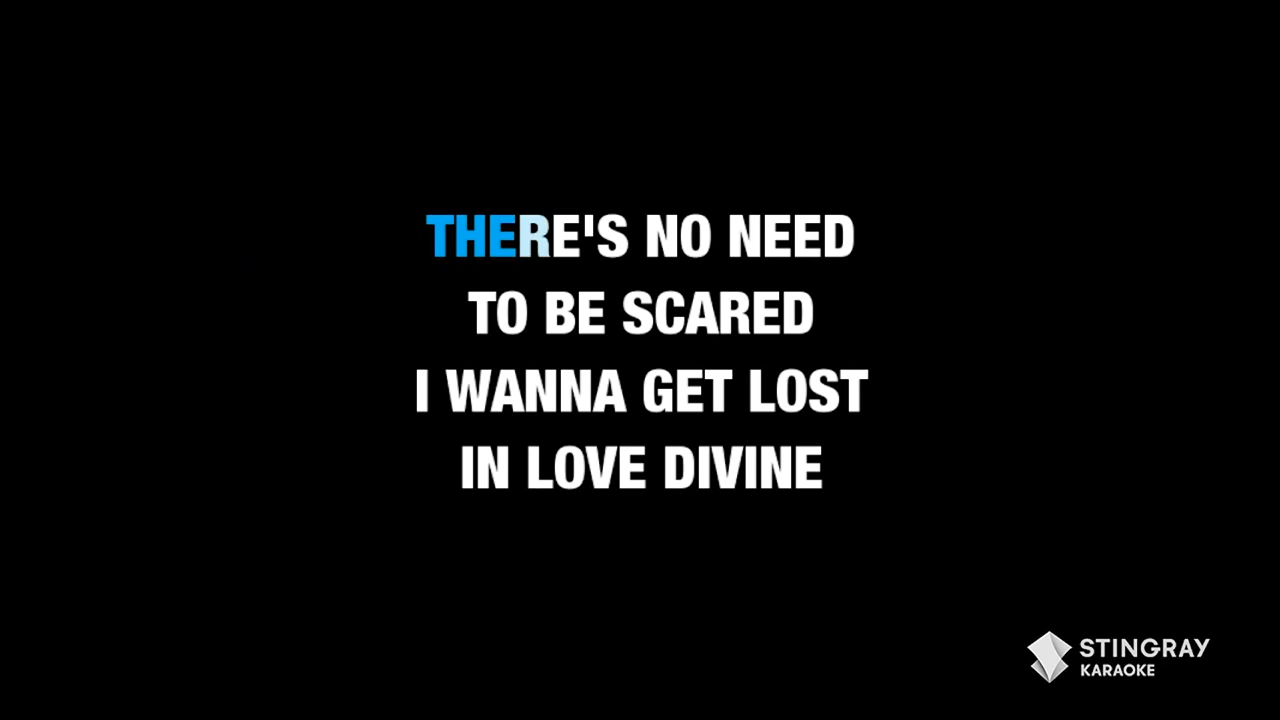 THERE'S NO NEED
TO BE SCARED
I WANNA GET LOST
IN LOVE DIVINE
STINGRAY
KARAOKE